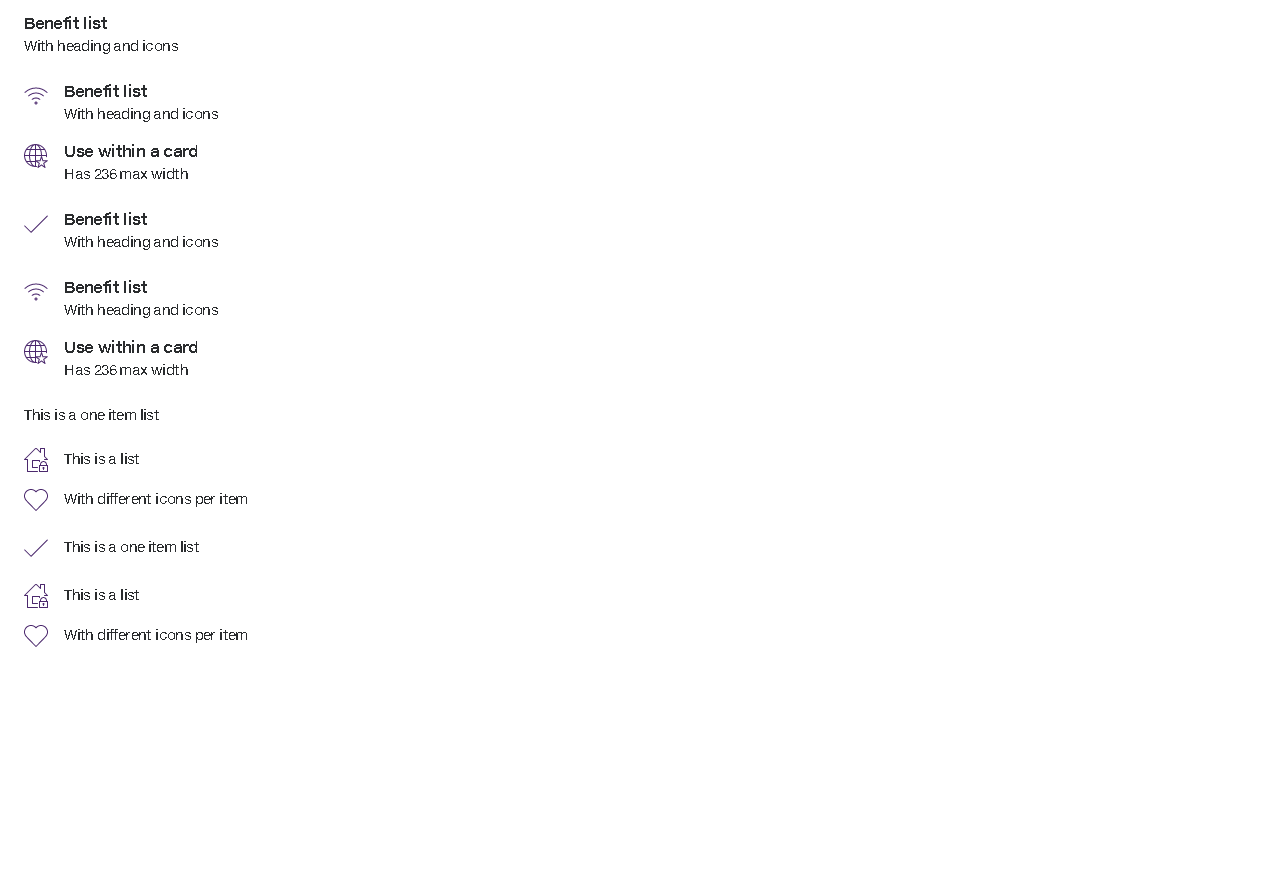 Benefit list
With heading and icons
Benefit list
With heading and icons
Use within a card
Has 236 max width
Benefit list
With heading and icons
Benefit list
With heading and icons
Use within a card
Has 236 max width
This is a one item list
This is a list
With different icons per item
This is a one item list
This is a list
With different icons per item